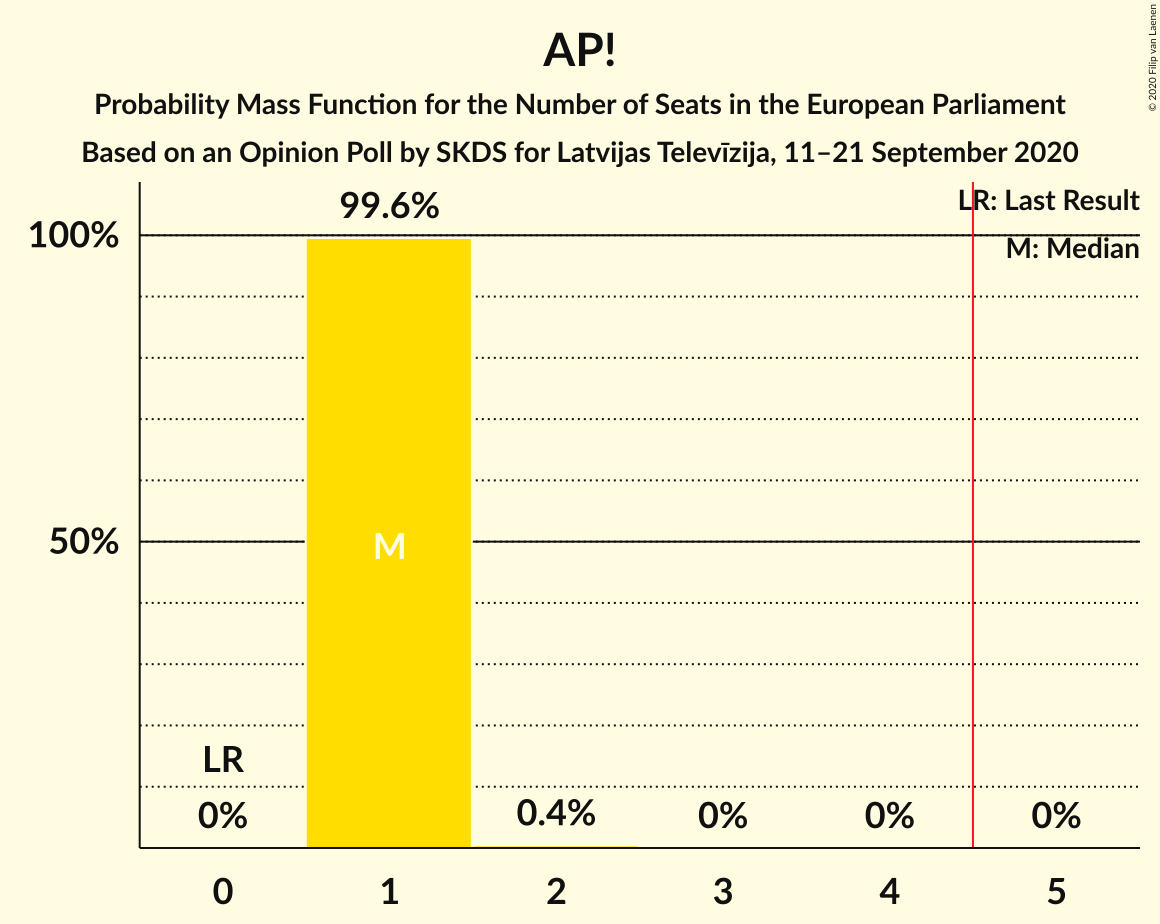 AP!
Probability Mass Function for the Number of Seats in the European Parliament
Based on an Opinion Poll by SKDS for Latvijas Televīzija, 11–21 September 2020
© 2020 Filip van Laenen
LR: Last Result
M: Median
99.6%
100%
50%
M
LR
0%
0.4%
0%
0%
0%
0
1
2
3
4
5